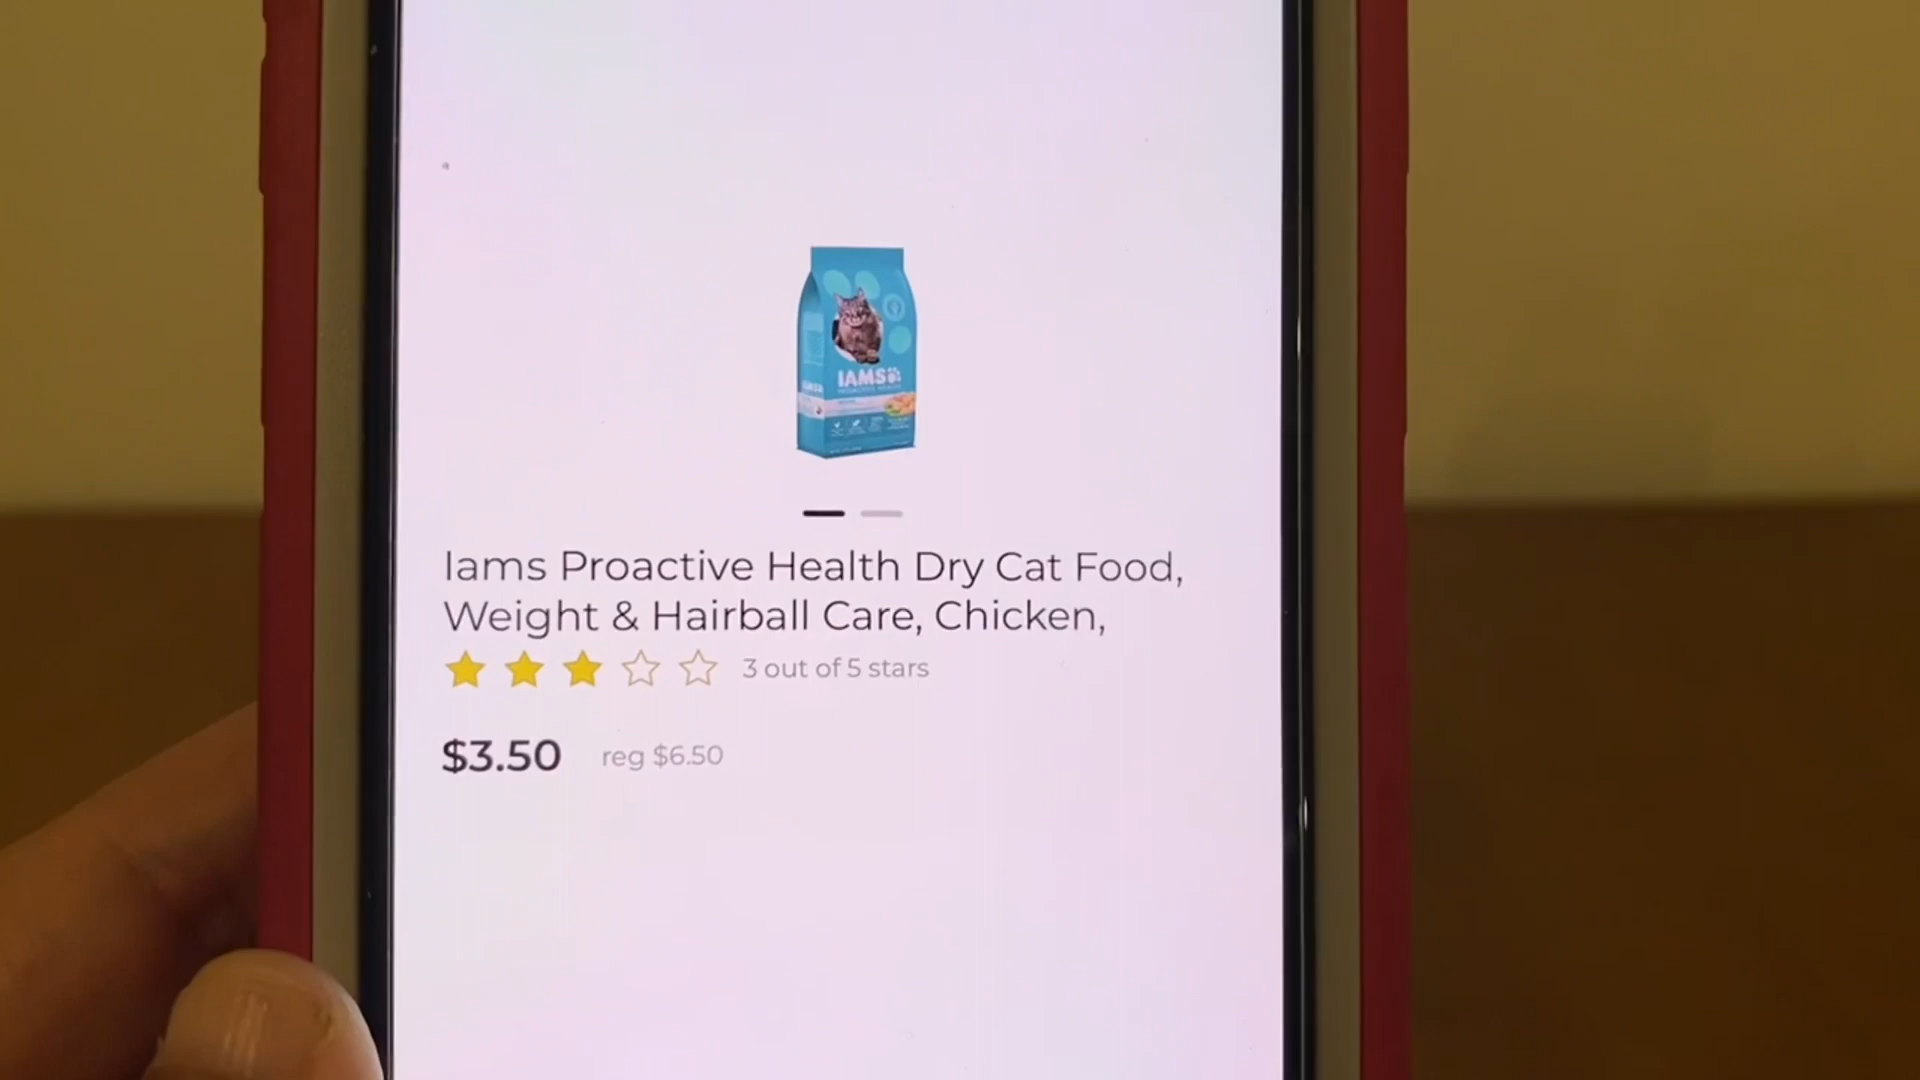 IAMS
Iams Proactive Health Dry Cat Food,
Weight & Hairball Care, Chicken,
3 out of 5 stars
$3.50 reg $6.50